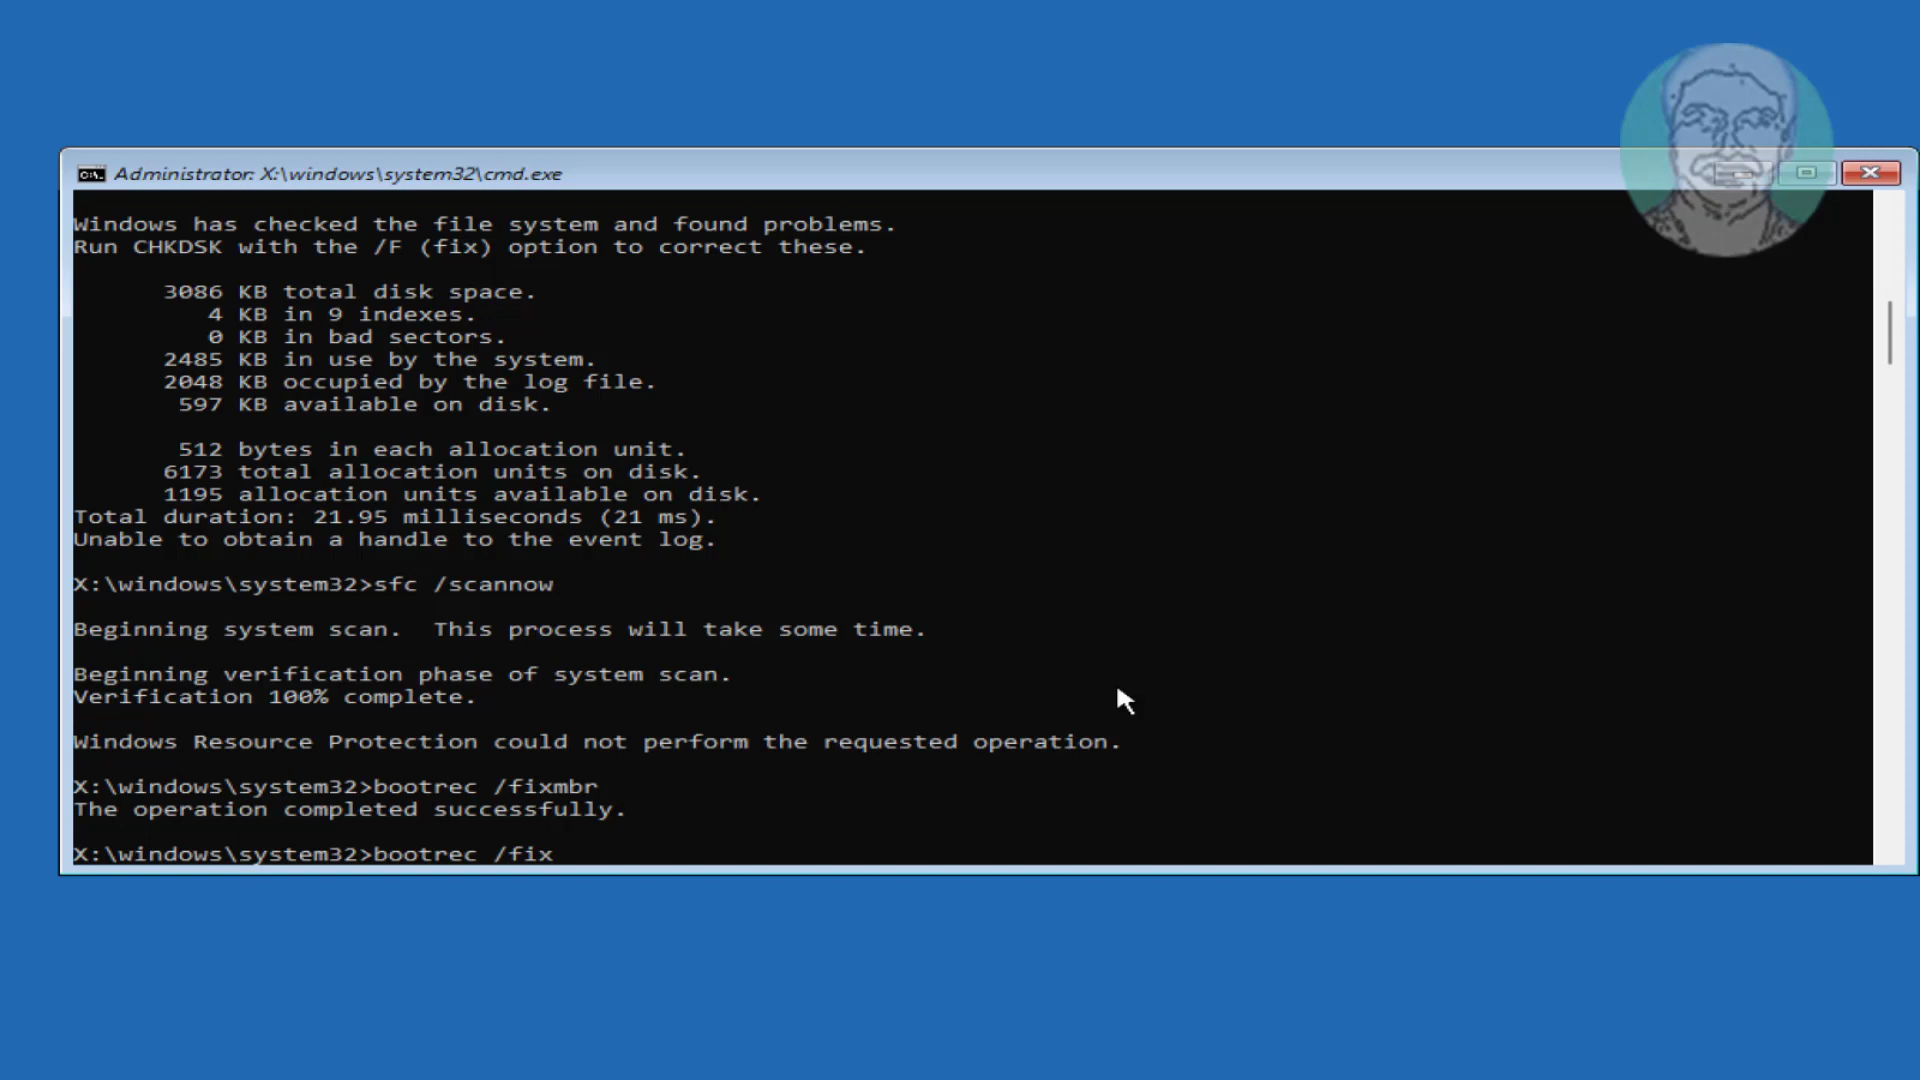 Administrator: X:\windows\system32\cmd.exe
Windows has checked the file system and found problems.
Run CHKDSK with the /F (fix) option to correct these.
3086 KB total disk space.
4 KB in 9 indexes.
0 KB in bad sectors.
2485 KB in use by the system.
2048 KB occupied by the log file.
597 KB available on disk.
512 bytes in each allocation unit.
6173 total allocation units on disk.
1195 allocation units available on disk.
Total duration: 21.95 milliseconds (21 ms).
Unable to obtain a handle to the event log.
X:\windows\system32>sfc /scannow
Beginning system scan.  This process will take some time.
Beginning verification phase of system scan.
Verification 100% complete.
Windows Resource Protection could not perform the requested operation.
X:\windows\system32>bootrec /fixmbr
The operation completed successfully.
X:\windows\system32>bootrec /fix